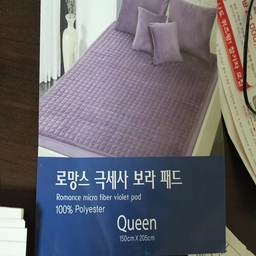 로망스 극세사 보라 패드
Romance micro fiber violet pad
100% Polyester
Queen
150cm X 205cm